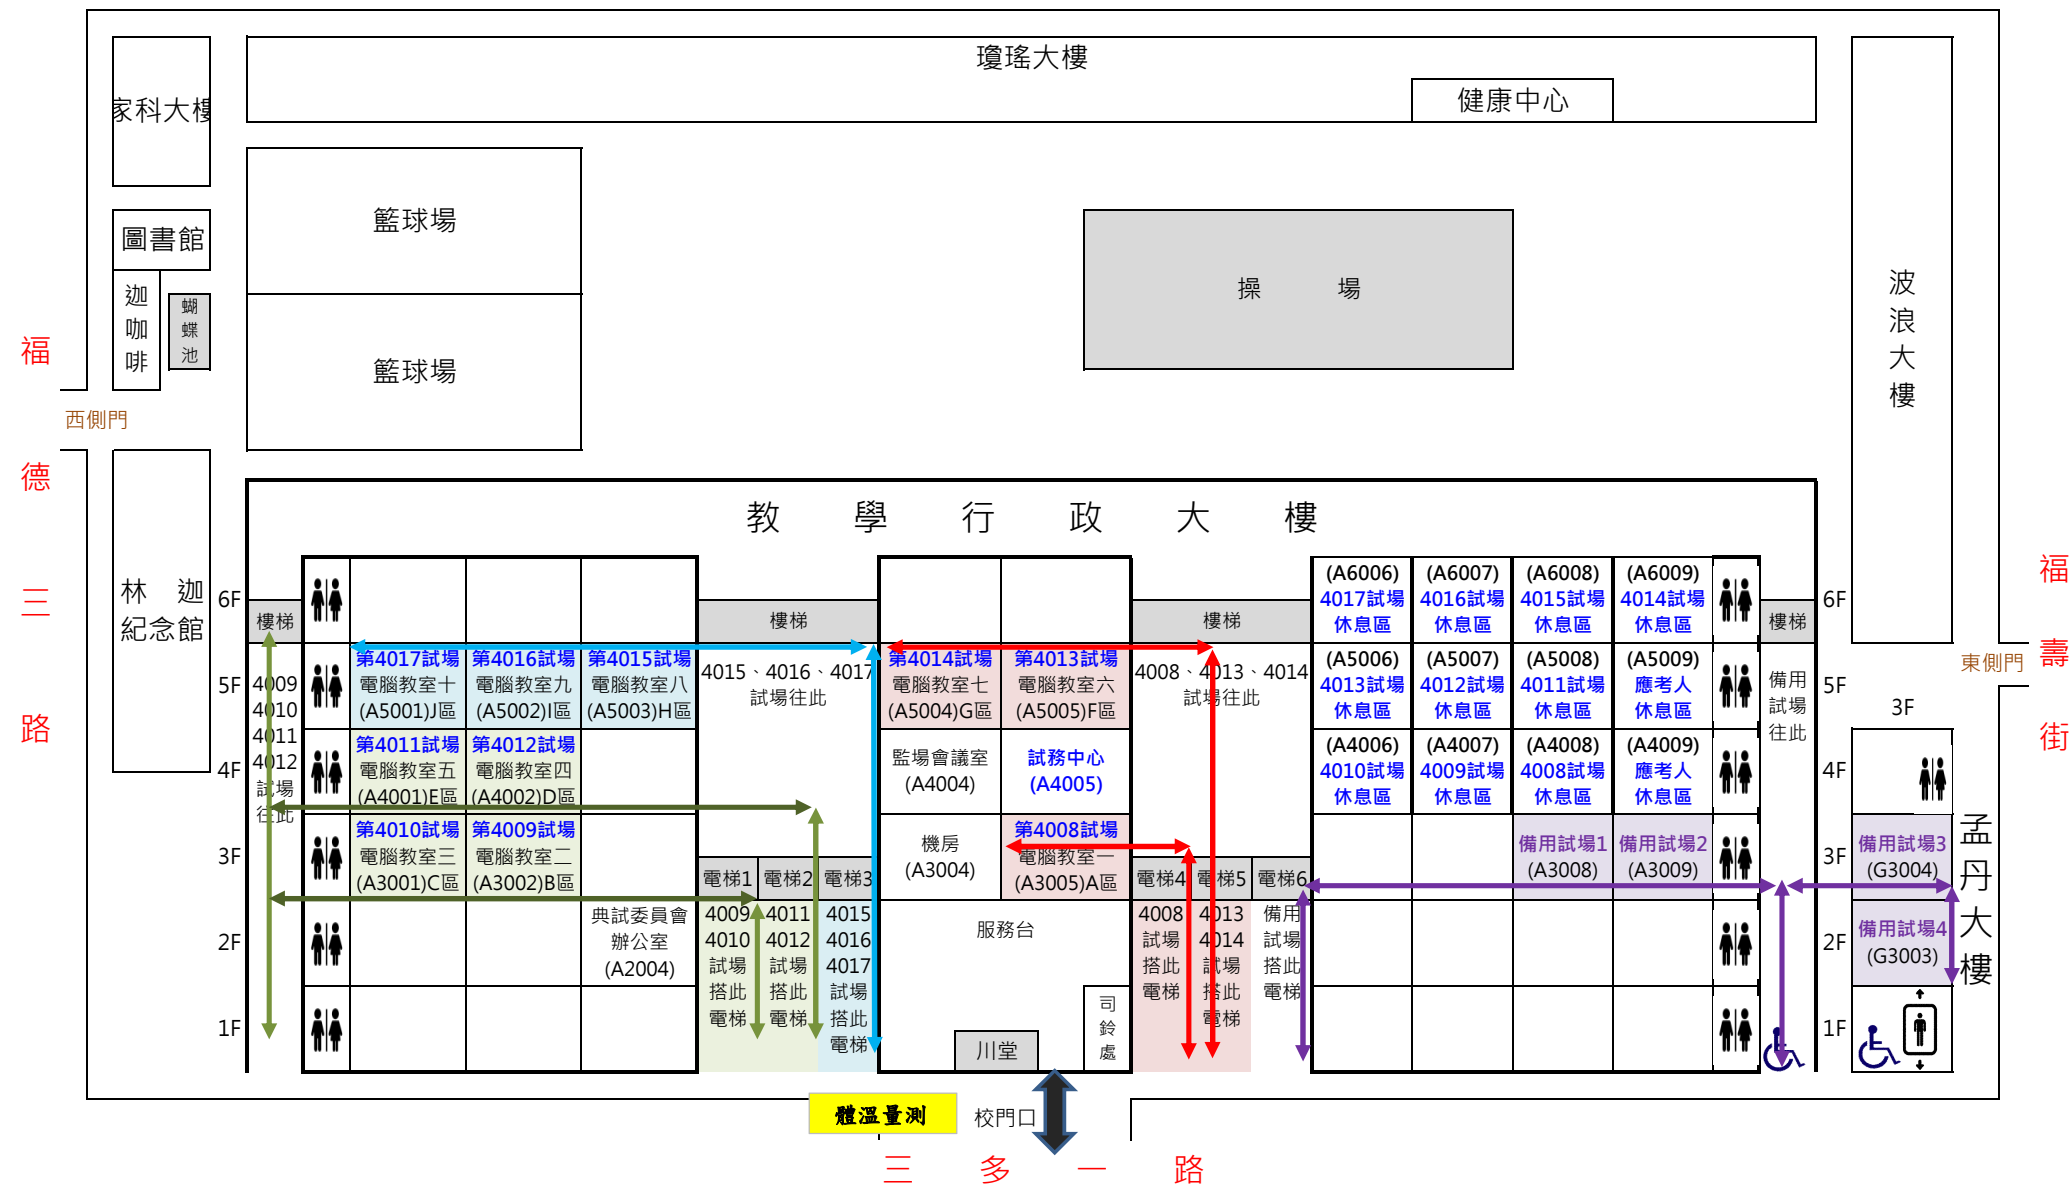 瓊瑤大樓
健康中心
家科大樓
圖書館
迦咖啡
蝴蝶池
籃球場
籃球場
操 場
波浪大樓
福德三路
西側門
林 迦
紀念館
教 學 行 政 大 樓
福壽街
東側門
6F
樓梯
樓梯
樓梯
(A6006)
4017試場
休息區
(A6007)
4016試場
休息區
(A6008)
4015試場
休息區
(A6009)
4014試場
休息區
樓梯
6F
5F
4009
4010
4011
4012
試場
往此
第4017試場
電腦教室十
(A5001)J區
第4016試場
電腦教室九
(A5002)I區
第4015試場
電腦教室八
(A5003)H區
4015、4016、4017
試場往此
第4014試場
電腦教室七
(A5004)G區
第4013試場
電腦教室六
(A5005)F區
4008、4013、4014
試場往此
(A5006)
4013試場
休息區
(A5007)
4012試場
休息區
(A5008)
4011試場
休息區
(A5009)
應考人
休息區
備用
試場
往此
5F
4F
第4011試場
電腦教室五
(A4001)E區
第4012試場
電腦教室四
(A4002)D區
監場會議室
(A4004)
試務中心
(A4005)
(A4006)
4010試場
休息區
(A4007)
4009試場
休息區
(A4008)
4008試場
休息區
(A4009)
應考人
休息區
4F
3F
第4010試場
電腦教室三
(A3001)C區
第4009試場
電腦教室二
(A3002)B區
電梯1
電梯2
電梯3
機房
(A3004)
第4008試場
電腦教室一
(A3005)A區
電梯4
電梯5
電梯6
備用試場1
(A3008)
備用試場2
(A3009)
3F
2F
典試委員會
辦公室
(A2004)
4009
4010
試場
搭此
電梯
4011
4012
試場
搭此
電梯
4015
4016
4017
試場
搭此
電梯
服務台
4008
試場
搭此
電梯
4013
4014
試場
搭此
電梯
備用
試場
搭此
電梯
2F
1F
川堂
司鈴處
1F
3F
備用試場3
(G3004)
備用試場4
(G3003)
孟丹大樓
體溫量測
校門口
三 多 一 路